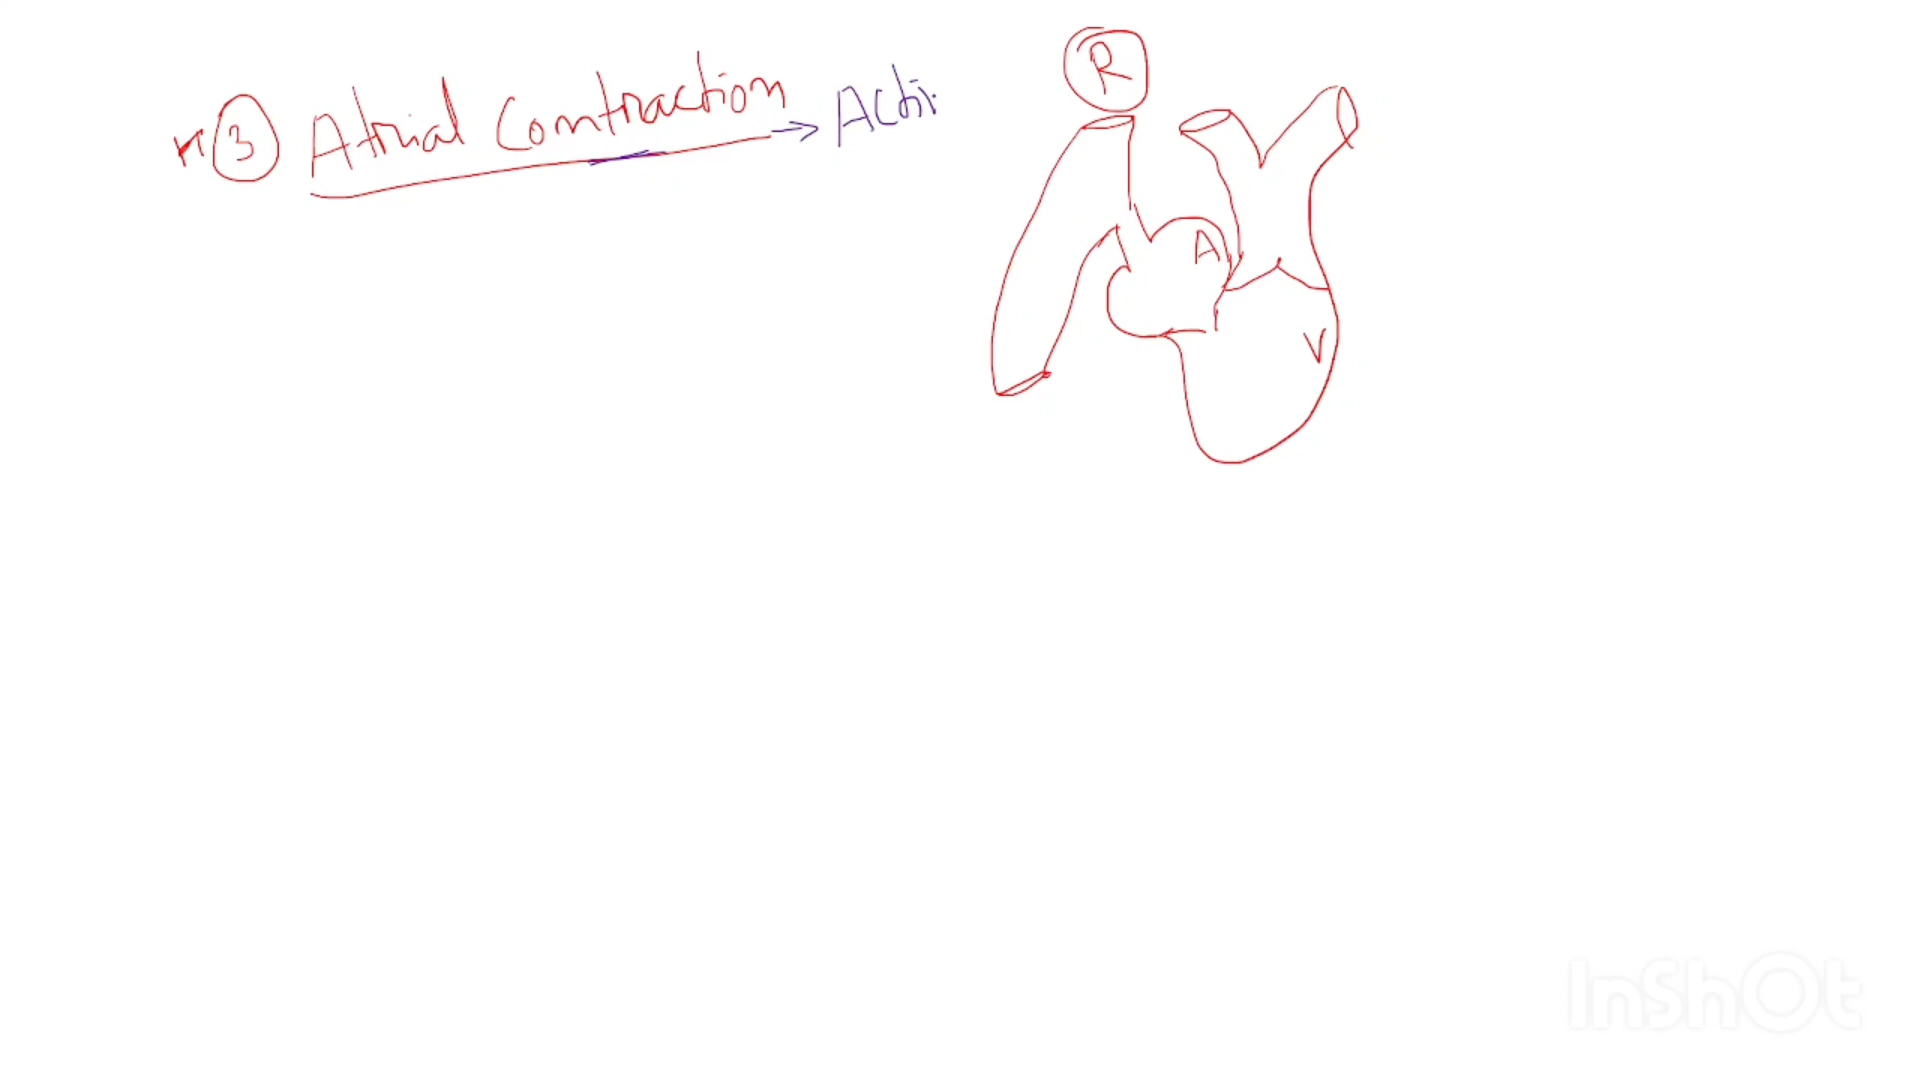 ③ Atrial Contraction → Acti
R
A
V
InShOt